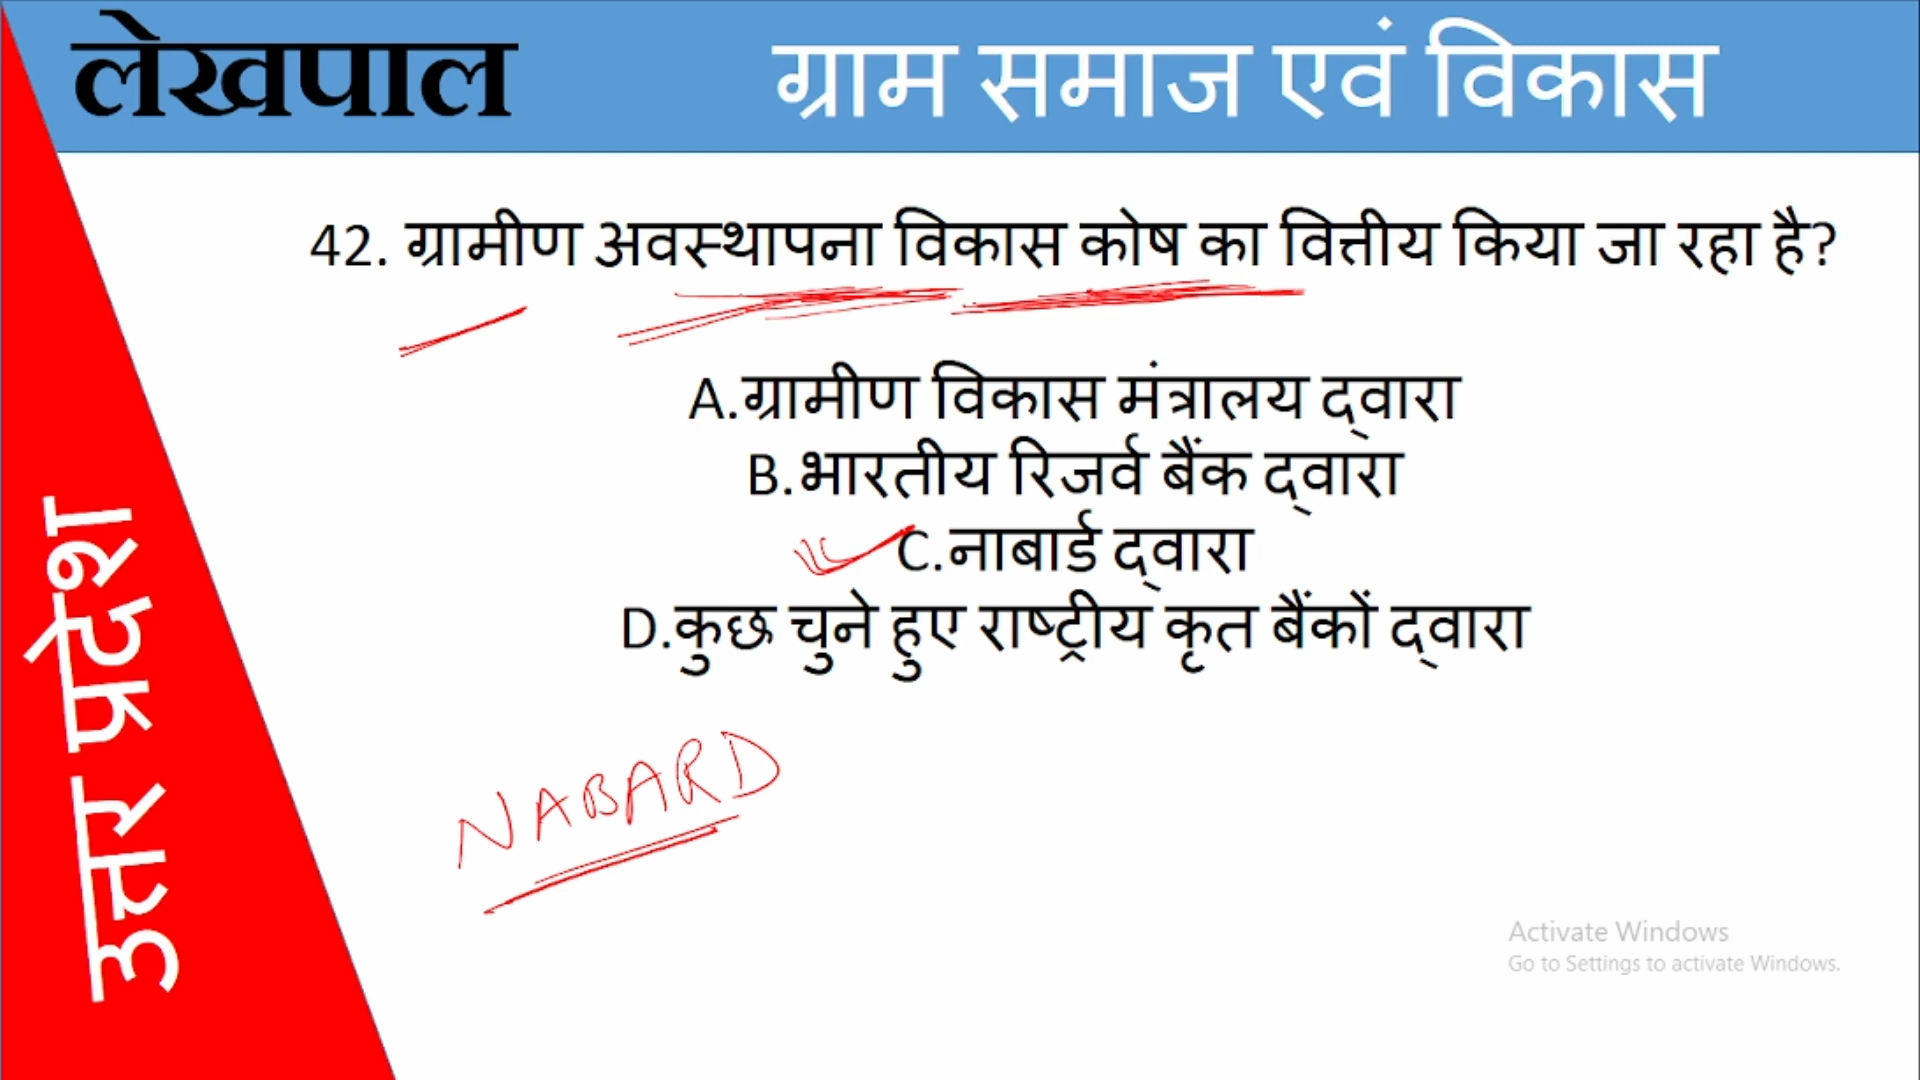 लेखपाल
ग्राम समाज एवं विकास
42. ग्रामीण अवस्थापना विकास कोष का वित्तीय किया जा रहा है?
A.ग्रामीण विकास मंत्रालय द्वारा
B.भारतीय रिजर्व बैंक द्वारा
C.नाबार्ड द्वारा
D.कुछ चुने हुए राष्ट्रीय कृत बैंकों द्वारा
NABARD
उत्तर प्रदेश
Activate Windows
Go to Settings to activate Windows.